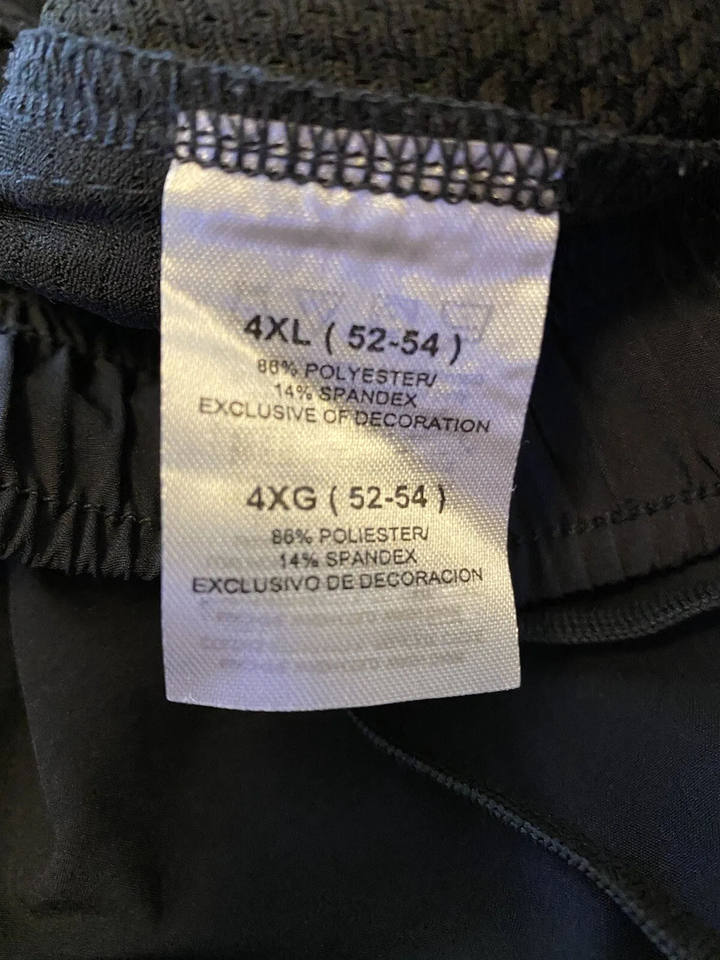 4XL ( 52-54 )
86% POLYESTER/
14% SPANDEX
EXCLUSIVE OF DECORATION
4XG ( 52-54 )
86% POLIESTER/
14% SPANDEX
EXCLUSIVO DE DECORACION